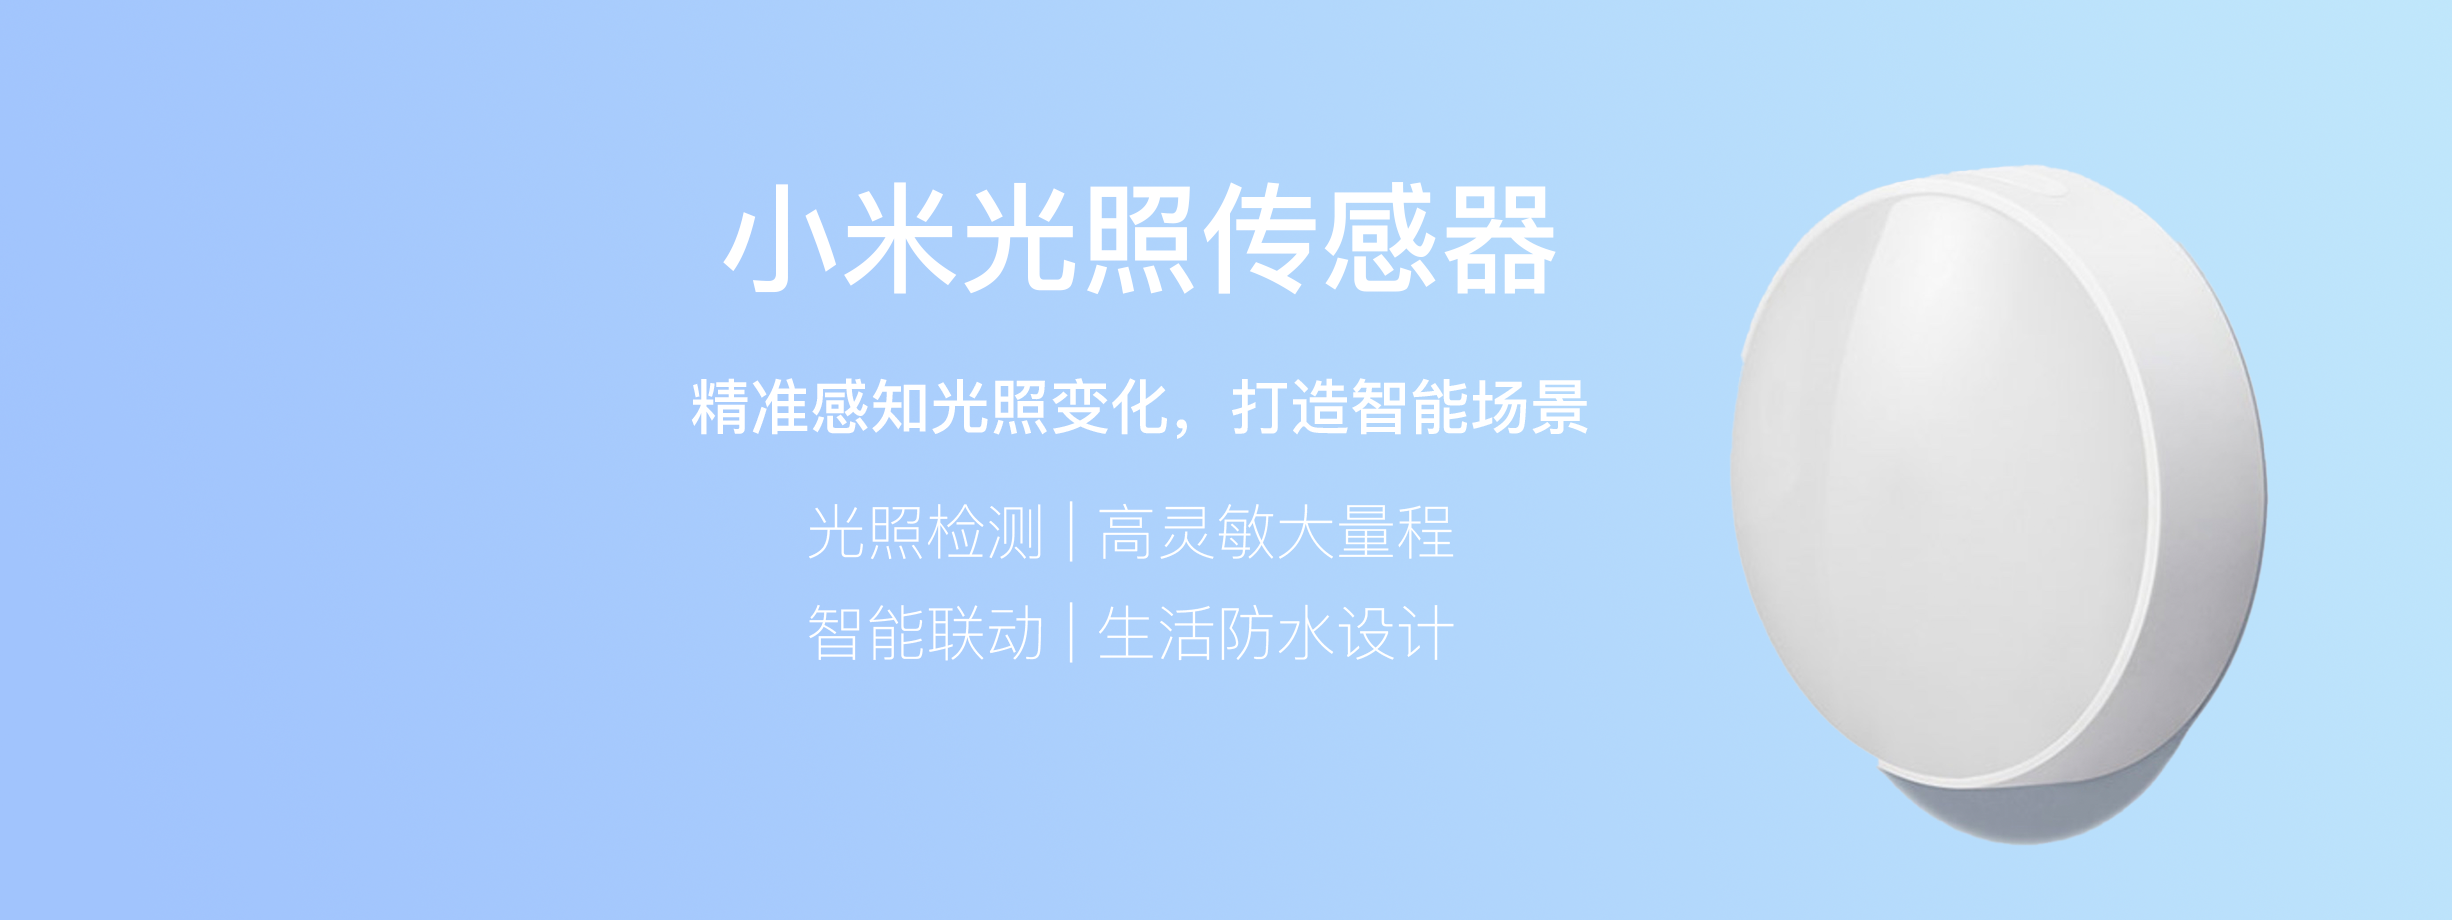 小米光照传感器
精准感知光照变化，打造智能场景
光照检测｜高灵敏大量程
智能联动｜生活防水设计